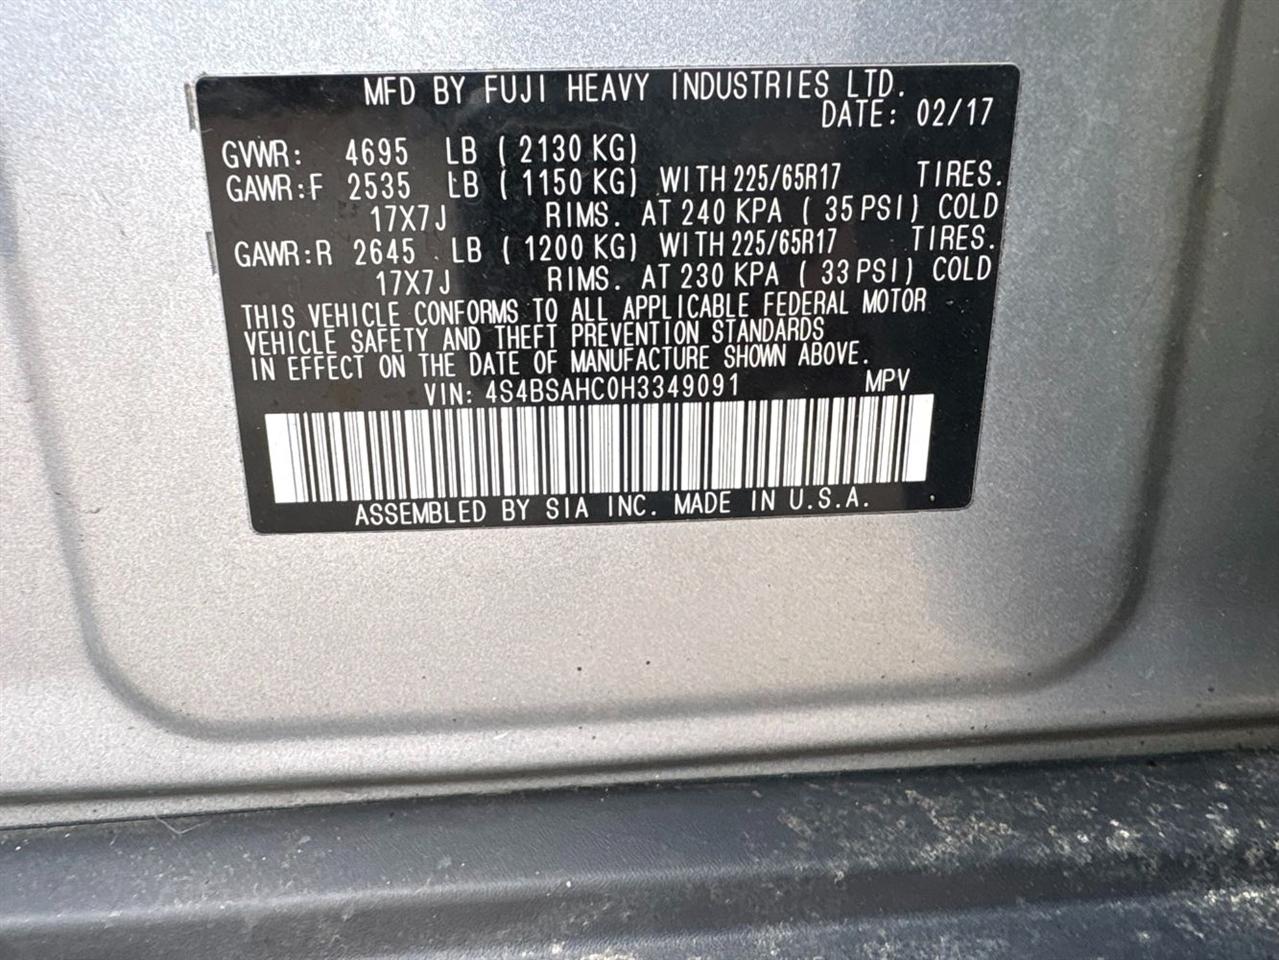 MFD BY FUJI HEAVY INDUSTRIES LTD.
DATE: 02/17
GVWR: 4695 LB (2130 KG)
GAWR:F 2535 LB (1150 KG) WITH 225/65R17 TIRES.
17X7J RIMS. AT 240 KPA (35 PSI) COLD
GAWR:R 2645 LB (1200 KG) WITH 225/65R17 TIRES.
17X7J RIMS. AT 230 KPA (33 PSI) COLD
THIS VEHICLE CONFORMS TO ALL APPLICABLE FEDERAL MOTOR
VEHICLE SAFETY AND THEFT PREVENTION STANDARDS
IN EFFECT ON THE DATE OF MANUFACTURE SHOWN ABOVE.
VIN: 4S4BSAHC0H3349091 MPV
ASSEMBLED BY SIA INC. MADE IN U.S.A.